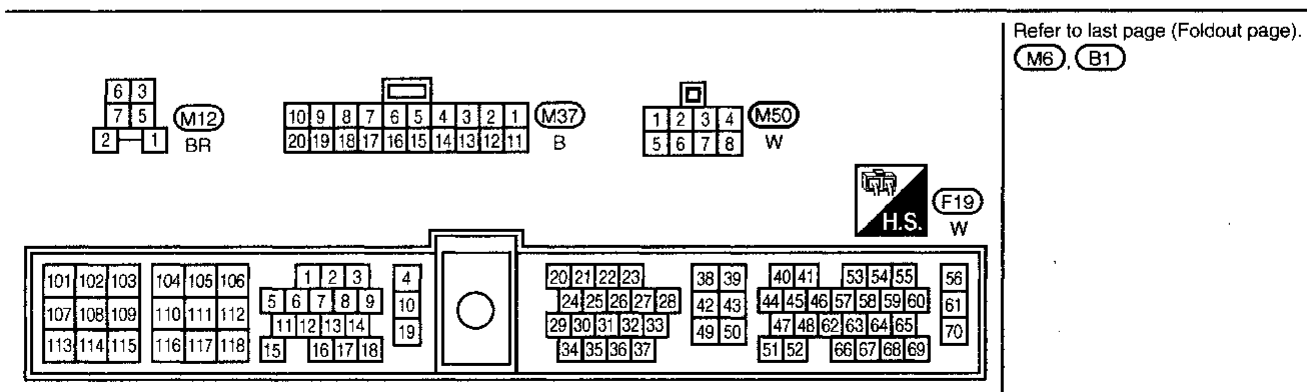 Refer to last page (Foldout page).
M6, B1
6 3
7 5
2 1
M12
BR
10 9 8 7 6 5 4 3 2 1
20 19 18 17 16 15 14 13 12 11
M37
B
1 2 3 4
5 6 7 8
M50
W
H.S.
F19
W
101 102 103 104 105 106 1 2 3 4 20 21 22 23 38 39 40 41 53 54 55 56
107 108 109 110 111 112 5 6 7 8 9 10 24 25 26 27 28 42 43 44 45 46 57 58 59 60 61
11 12 13 14 29 30 31 32 33 47 48 62 63 64 65
113 114 115 116 117 118 15 16 17 18 19 34 35 36 37 49 50 51 52 66 67 68 69 70